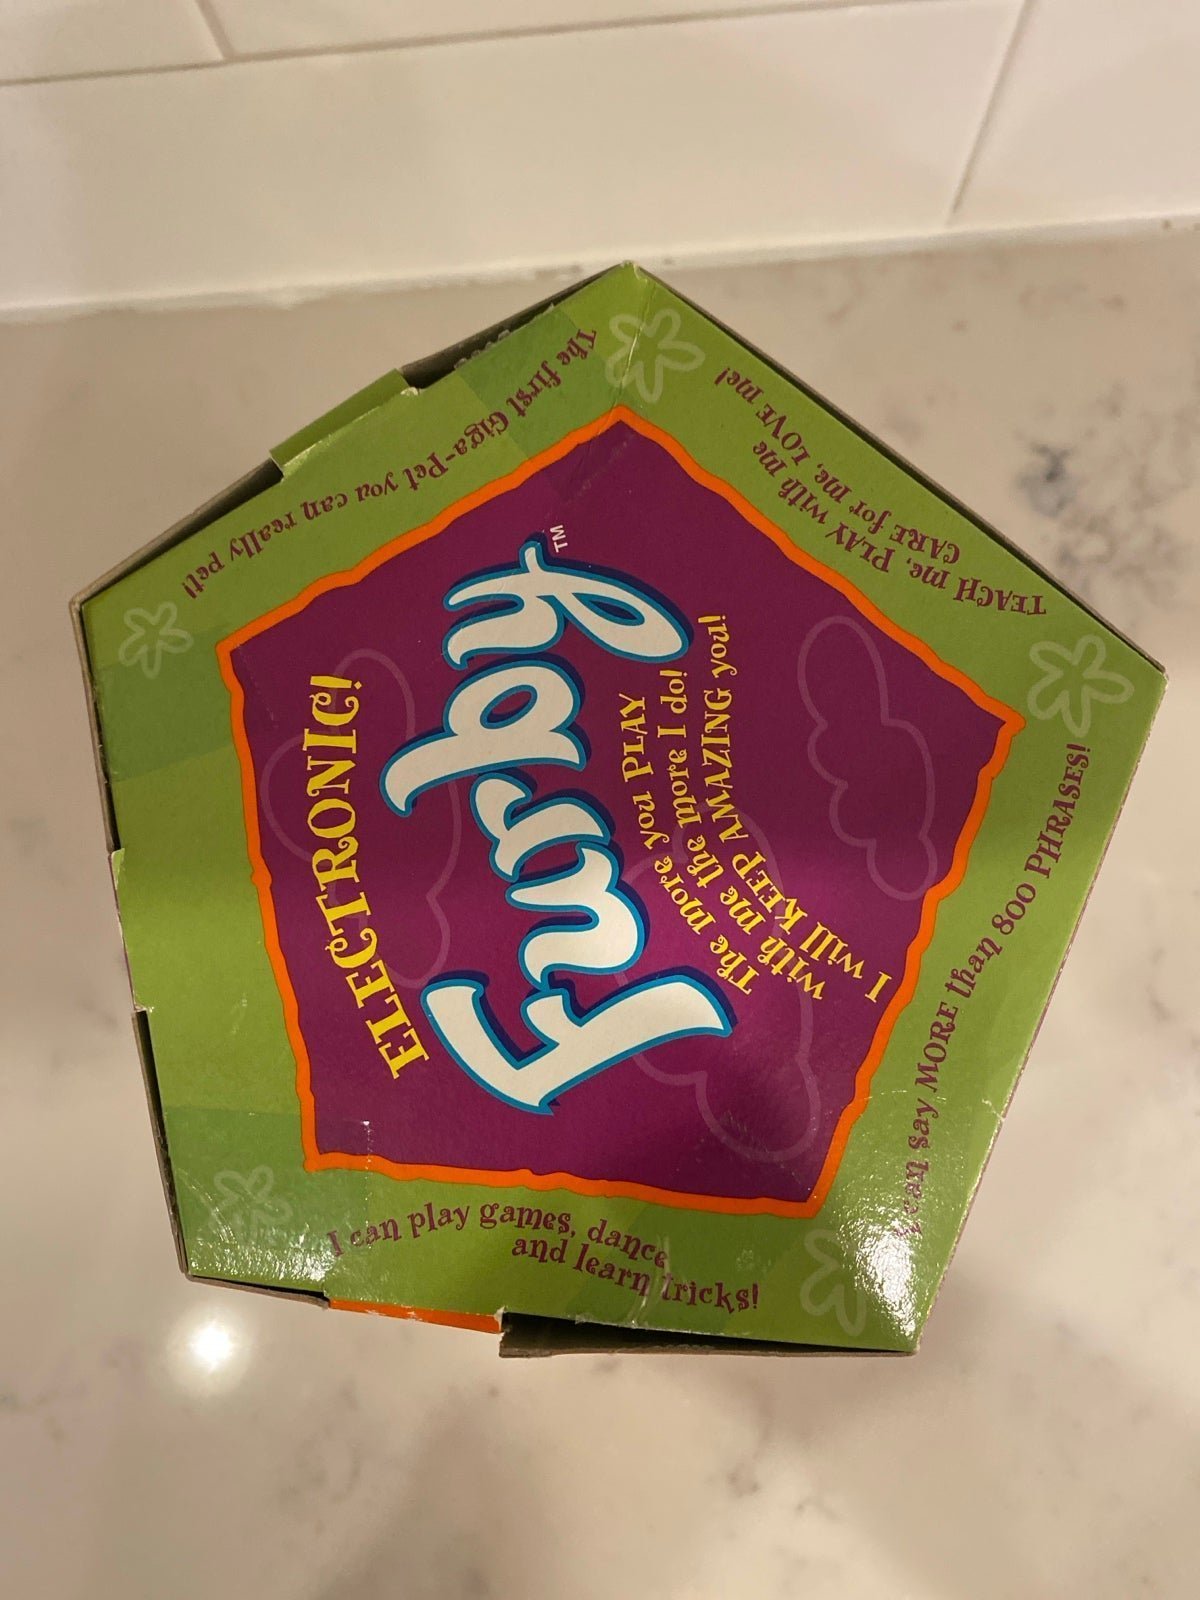 ELECTRONIC!
Furby™
The more you PLAY
with me the more I do!
I will KEEP AMAZING you!
The first Giga-Pet you can really pet!
TEACH me, PLAY with me
CARE for me, LOVE me!
I can say MORE than 800 PHRASES!
I can play games, dance
and learn tricks!